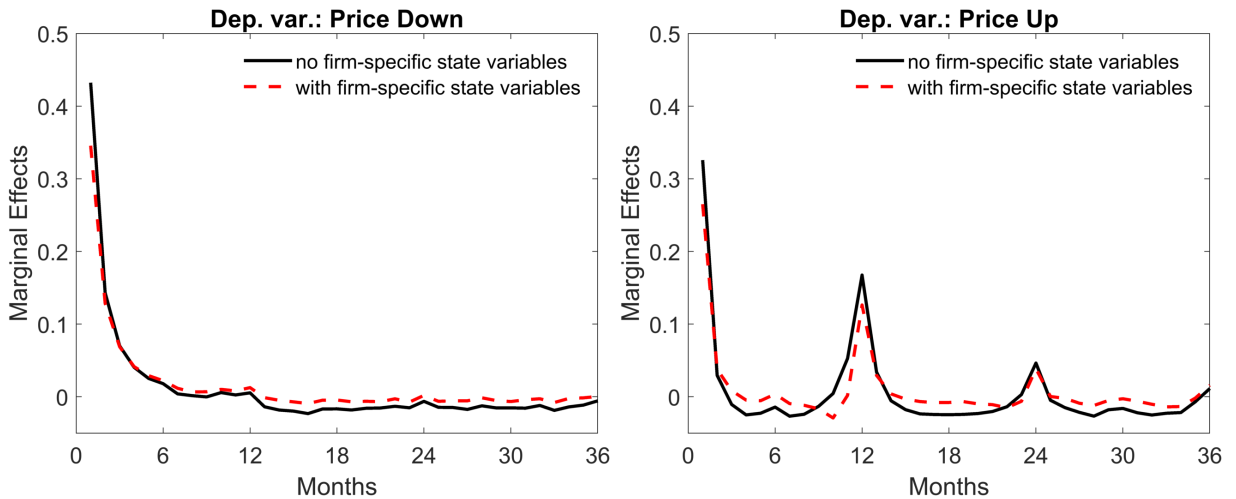 Dep. var.: Price Down
0.5
0.4
0.3
0.2
0.1
0
Marginal Effects
no firm-specific state variables
with firm-specific state variables
0 6 12 18 24 30 36
Months
Dep. var.: Price Up
0.5
0.4
0.3
0.2
0.1
0
Marginal Effects
no firm-specific state variables
with firm-specific state variables
0 6 12 18 24 30 36
Months